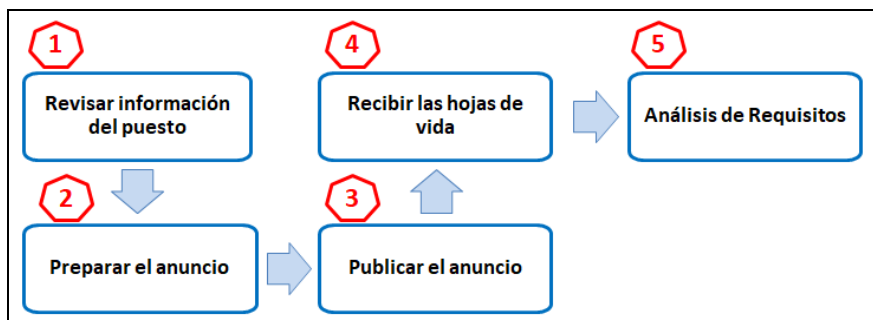 1
Revisar información
del puesto
2
Preparar el anuncio
3
Publicar el anuncio
4
Recibir las hojas de
vida
5
Análisis de Requisitos